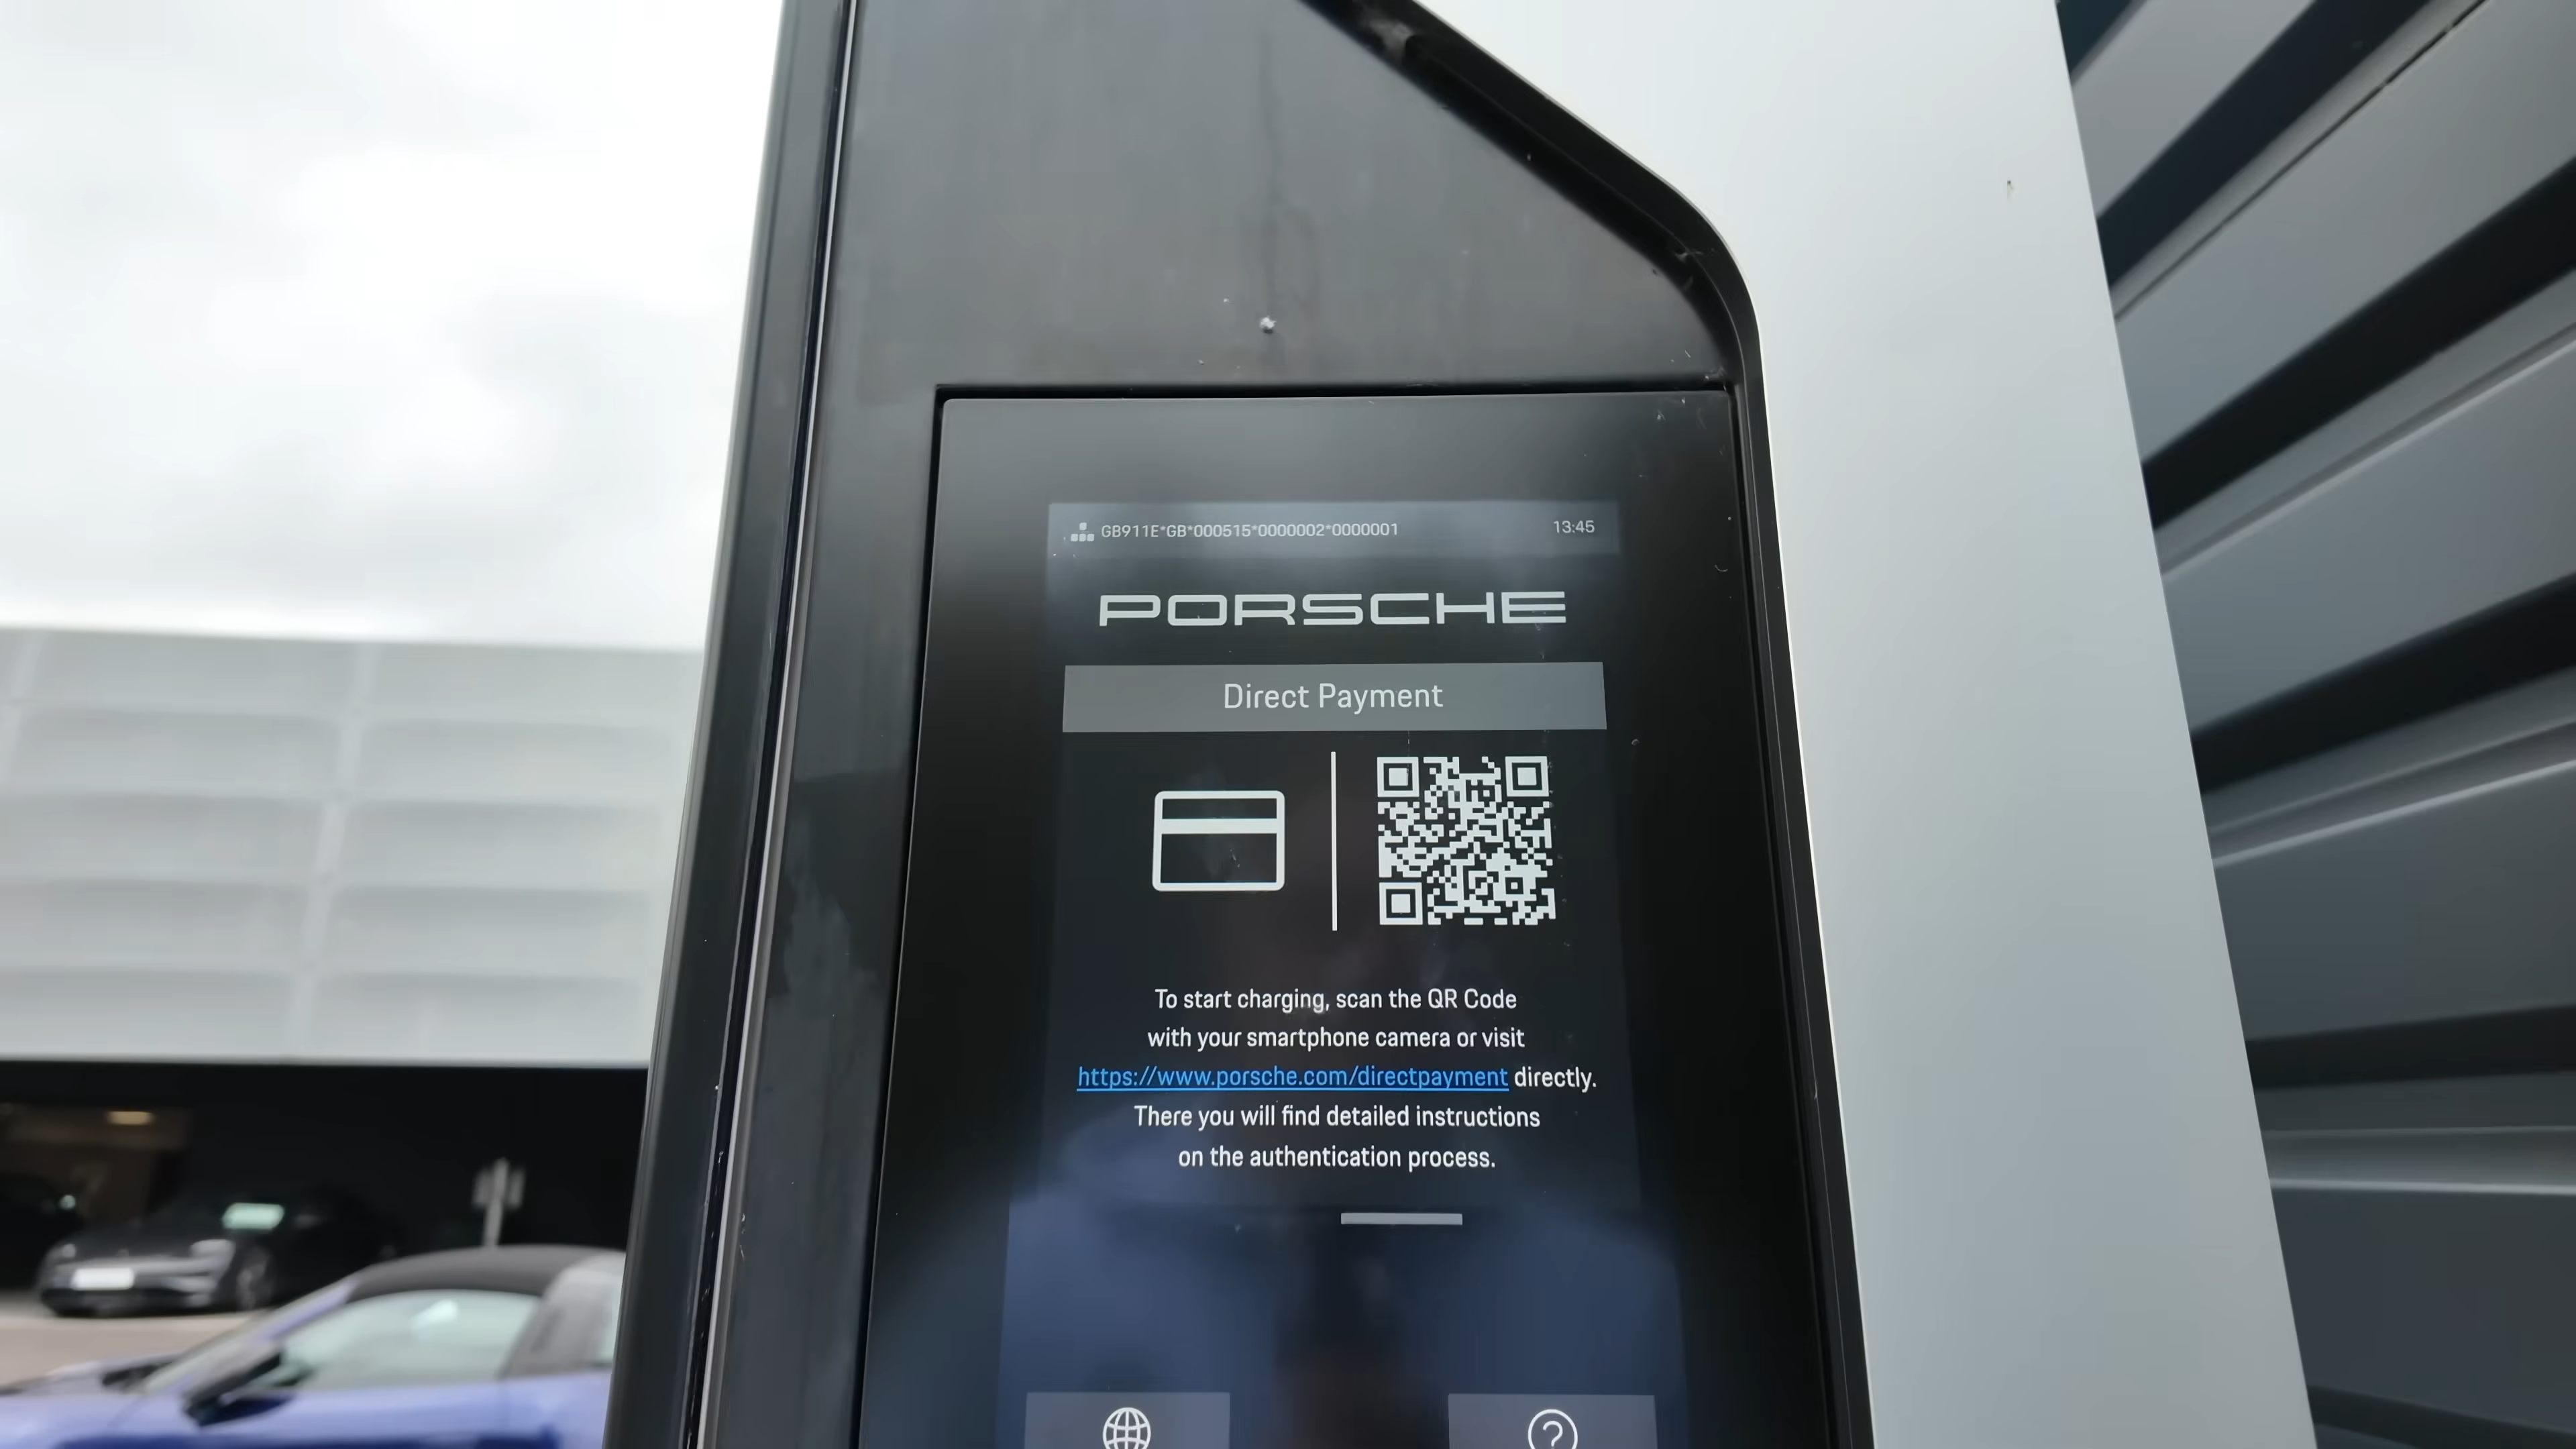 GB911E*GB*000515*0000002*0000001 13:45
PORSCHE
Direct Payment
To start charging, scan the QR Code
with your smartphone camera or visit
https://www.porsche.com/directpayment directly.
There you will find detailed instructions
on the authentication process.